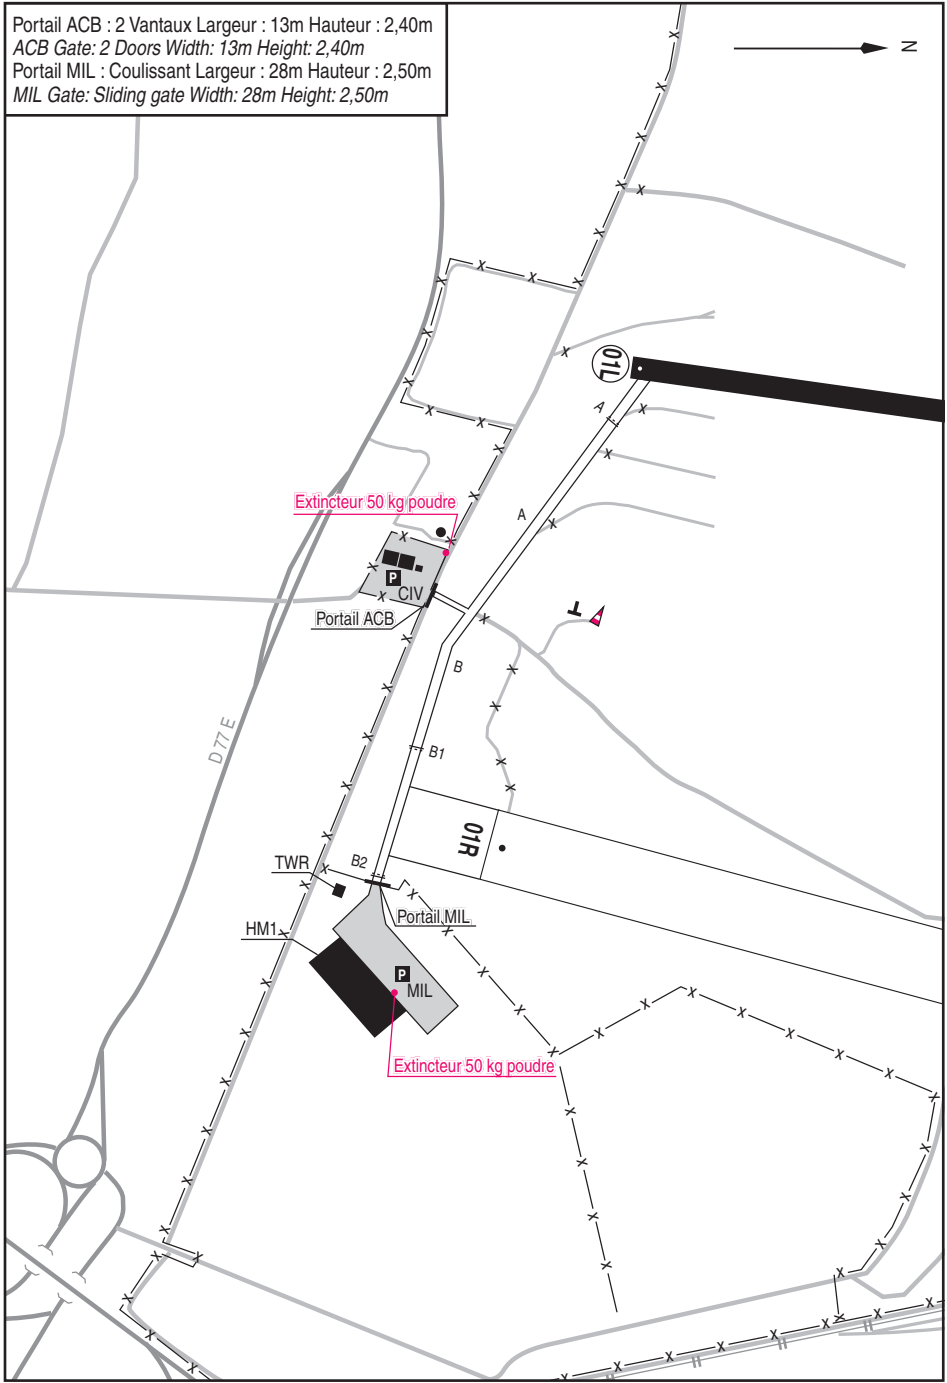 Portail ACB : 2 Vantaux Largeur : 13m Hauteur : 2,40m
ACB Gate: 2 Doors Width: 13m Height: 2,40m
Portail MIL : Coulissant Largeur : 28m Hauteur : 2,50m
MIL Gate: Sliding gate Width: 28m Height: 2,50m
N
01L
A
Extincteur 50 kg poudre
A
P
CIV
Portail ACB
T
B
D 77 E
B1
01R
TWR
B2
Portail MIL
HM1
P
MIL
Extincteur 50 kg poudre